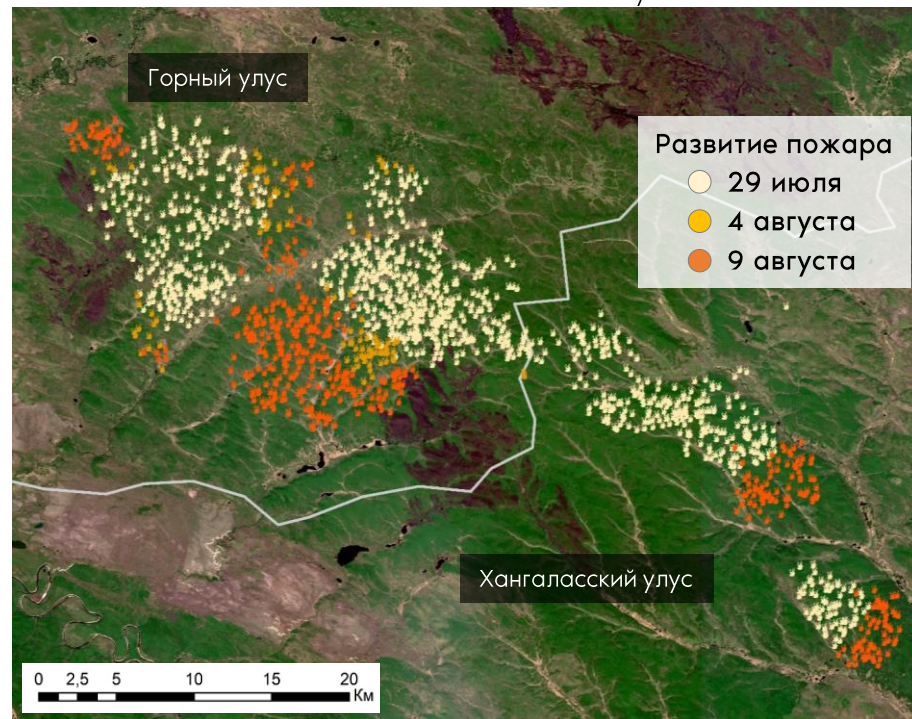 Горный улус
Развитие пожара
29 июля
4 августа
9 августа
Хангаласский улус
0 2,5 5 10 15 20
Км